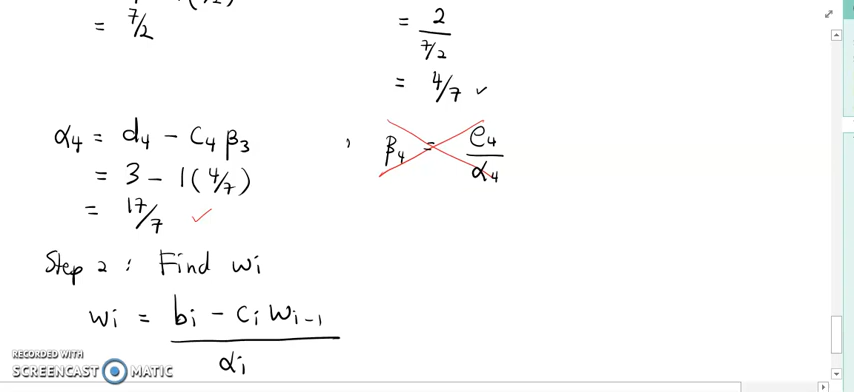 = 7/2
= 2 / 7/2
= 4/7 ✓
α4 = d4 - c4 β3 , β4 = e4/α4
= 3 - 1(4/7)
= 17/7 ✓
Step 2 : Find wi
wi = bi - ci wi-1
αi
RECORDED WITH
SCREENCAST MATIC